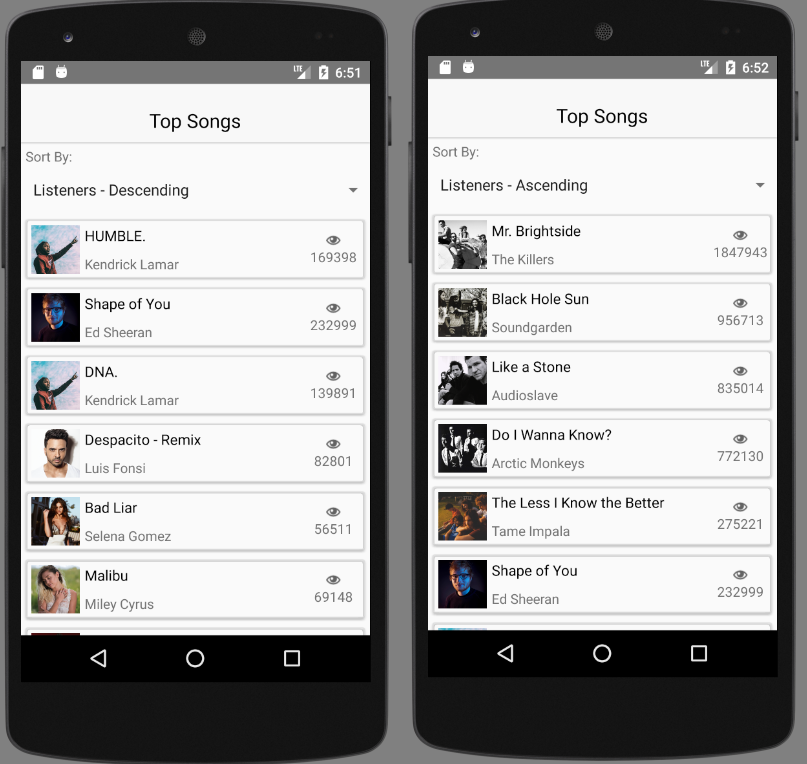 LTE 6:51
Top Songs
Sort By:
Listeners - Descending
HUMBLE.
Kendrick Lamar
169398
Shape of You
Ed Sheeran
232999
DNA.
Kendrick Lamar
139891
Despacito - Remix
Luis Fonsi
82801
Bad Liar
Selena Gomez
56511
Malibu
Miley Cyrus
69148
LTE 6:52
Top Songs
Sort By:
Listeners - Ascending
Mr. Brightside
The Killers
1847943
Black Hole Sun
Soundgarden
956713
Like a Stone
Audioslave
835014
Do I Wanna Know?
Arctic Monkeys
772130
The Less I Know the Better
Tame Impala
275221
Shape of You
Ed Sheeran
232999